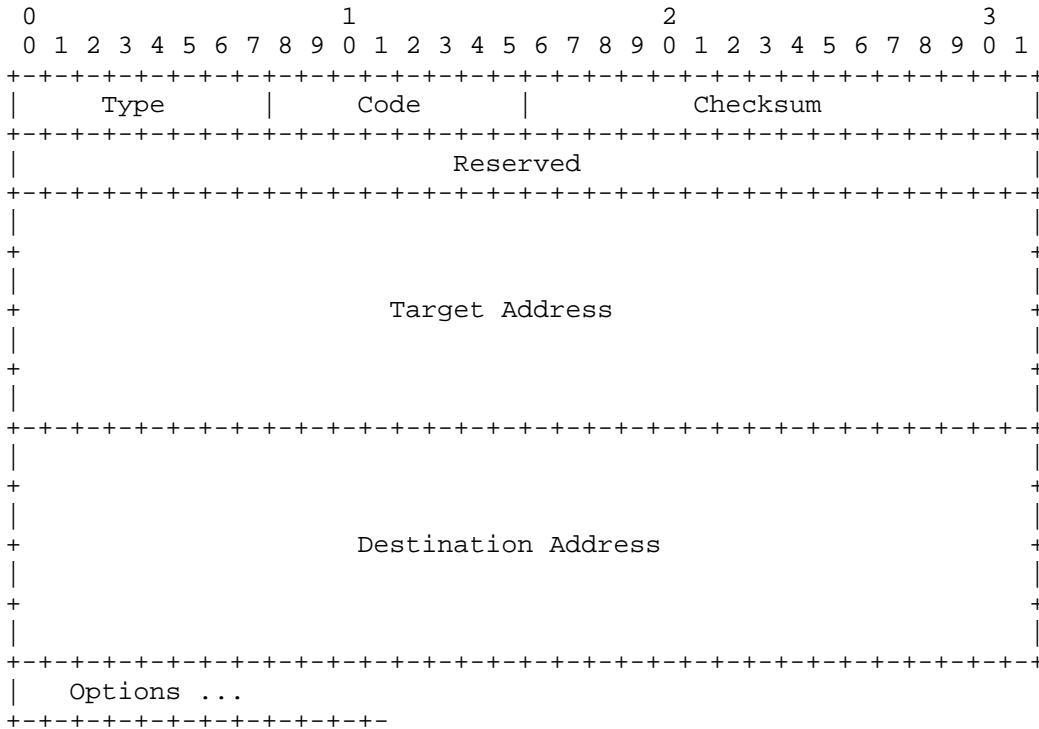 0                   1                   2                   3
 0 1 2 3 4 5 6 7 8 9 0 1 2 3 4 5 6 7 8 9 0 1 2 3 4 5 6 7 8 9 0 1
+-+-+-+-+-+-+-+-+-+-+-+-+-+-+-+-+-+-+-+-+-+-+-+-+-+-+-+-+-+-+-+-+
|     Type      |     Code      |          Checksum             |
+-+-+-+-+-+-+-+-+-+-+-+-+-+-+-+-+-+-+-+-+-+-+-+-+-+-+-+-+-+-+-+-+
|                           Reserved                            |
+-+-+-+-+-+-+-+-+-+-+-+-+-+-+-+-+-+-+-+-+-+-+-+-+-+-+-+-+-+-+-+-+
|                                                               |
+                                                               +
|                                                               |
+                       Target Address                          +
|                                                               |
+                                                               +
|                                                               |
+-+-+-+-+-+-+-+-+-+-+-+-+-+-+-+-+-+-+-+-+-+-+-+-+-+-+-+-+-+-+-+-+
|                                                               |
+                                                               +
|                                                               |
+                     Destination Address                       +
|                                                               |
+                                                               +
|                                                               |
+-+-+-+-+-+-+-+-+-+-+-+-+-+-+-+-+-+-+-+-+-+-+-+-+-+-+-+-+-+-+-+-+
|   Options ...
+-+-+-+-+-+-+-+-+-+-+-+-